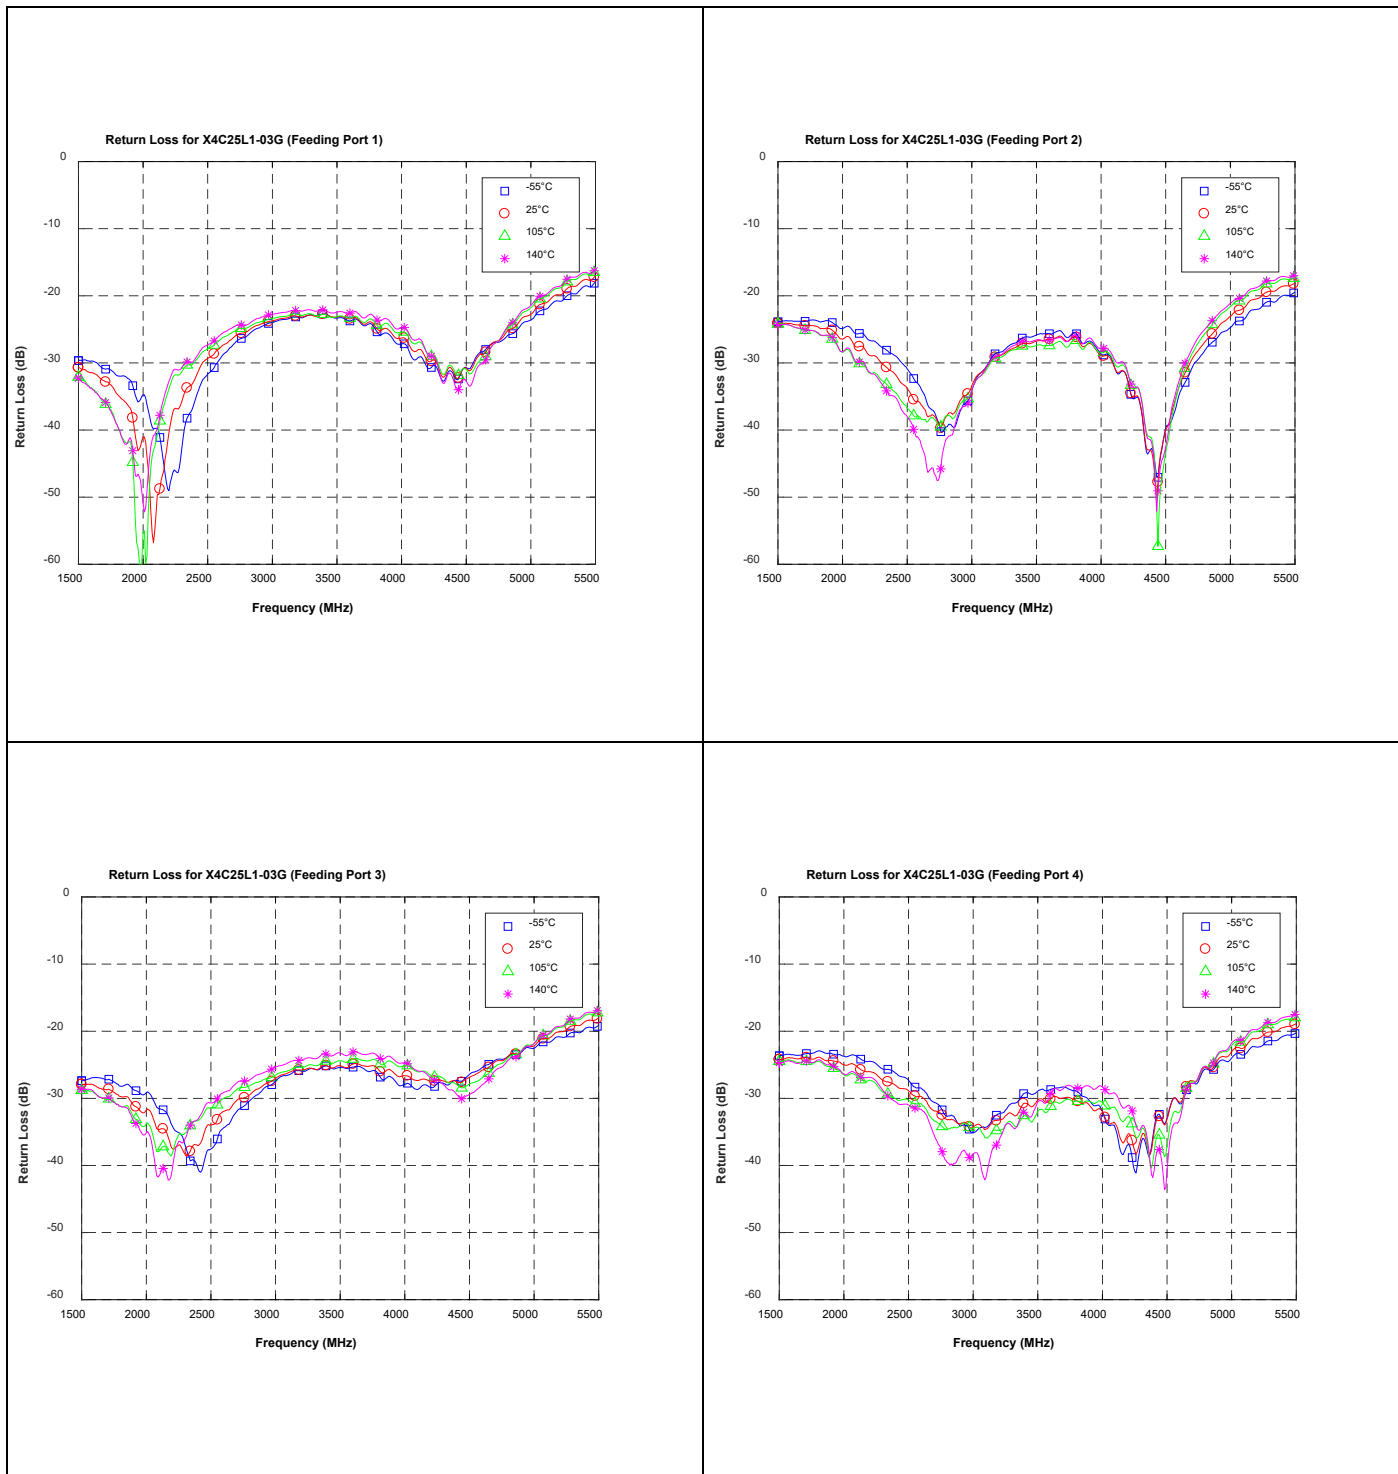 Return Loss for X4C25L1-03G (Feeding Port 1)
0
-10
-20
-30
-40
-50
-60
Return Loss (dB)
-55°C
25°C
105°C
140°C
1500 2000 2500 3000 3500 4000 4500 5000 5500
Frequency (MHz)
Return Loss for X4C25L1-03G (Feeding Port 2)
0
-10
-20
-30
-40
-50
-60
Return Loss (dB)
-55°C
25°C
105°C
140°C
1500 2000 2500 3000 3500 4000 4500 5000 5500
Frequency (MHz)
Return Loss for X4C25L1-03G (Feeding Port 3)
0
-10
-20
-30
-40
-50
-60
Return Loss (dB)
-55°C
25°C
105°C
140°C
1500 2000 2500 3000 3500 4000 4500 5000 5500
Frequency (MHz)
Return Loss for X4C25L1-03G (Feeding Port 4)
0
-10
-20
-30
-40
-50
-60
Return Loss (dB)
-55°C
25°C
105°C
140°C
1500 2000 2500 3000 3500 4000 4500 5000 5500
Frequency (MHz)